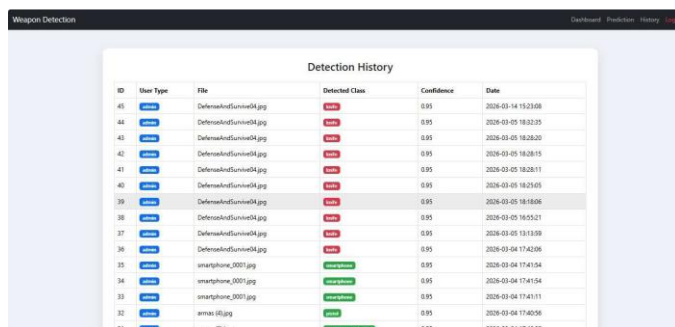 Weapon Detection Dashboard Prediction History
Detection History
ID User Type File Detected Class Confidence Date
45 admin DefenseAndSurvive04.jpg knife 0.95 2026-03-14 15:23:08
44 admin DefenseAndSurvive04.jpg knife 0.95 2026-03-05 18:32:35
43 admin DefenseAndSurvive04.jpg knife 0.95 2026-03-05 18:28:20
42 admin DefenseAndSurvive04.jpg knife 0.95 2026-03-05 18:28:15
41 admin DefenseAndSurvive04.jpg knife 0.95 2026-03-05 18:28:11
40 admin DefenseAndSurvive04.jpg knife 0.95 2026-03-05 18:25:05
39 admin DefenseAndSurvive04.jpg knife 0.95 2026-03-05 18:18:06
38 admin DefenseAndSurvive04.jpg knife 0.95 2026-03-05 16:55:21
37 admin DefenseAndSurvive04.jpg knife 0.95 2026-03-05 13:13:59
36 admin DefenseAndSurvive04.jpg knife 0.95 2026-03-04 17:42:06
35 admin smartphone_0001.jpg smartphone 0.95 2026-03-04 17:41:54
34 admin smartphone_0001.jpg smartphone 0.95 2026-03-04 17:41:54
33 admin smartphone_0001.jpg smartphone 0.95 2026-03-04 17:41:11
32 admin armas (4).jpg 0.95 2026-03-04 17:40:56